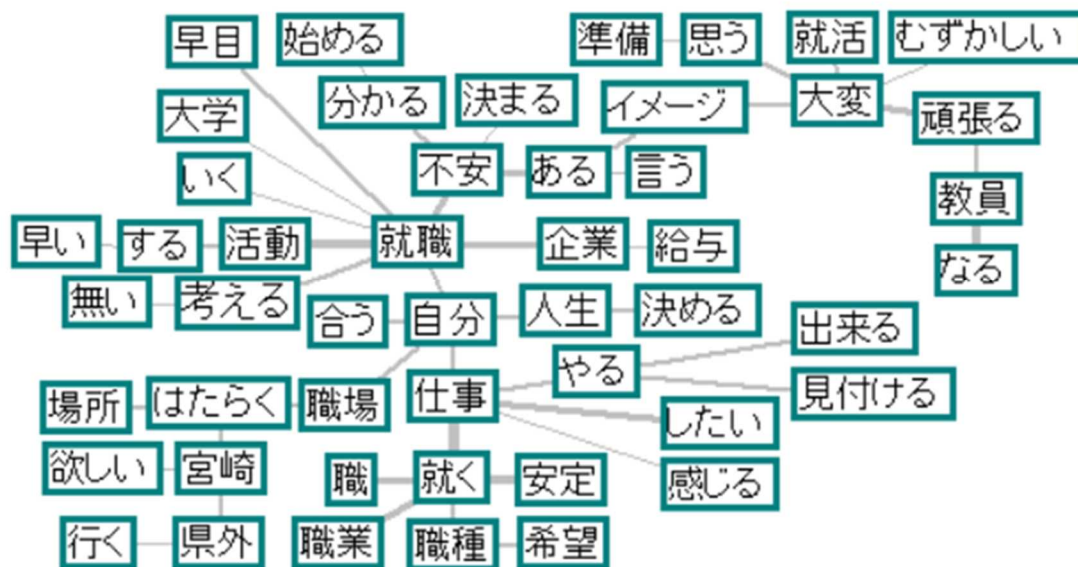 早目
始める
準備
思う
就活
むずかしい
大学
分かる
決まる
イメージ
大変
頑張る
いく
不安
ある
言う
教員
早い
する
活動
就職
企業
給与
なる
無い
考える
合う
自分
人生
決める
出来る
場所
はたらく
職場
仕事
やる
見付ける
したい
欲しい
宮崎
職
就く
安定
感じる
行く
県外
職業
職種
希望